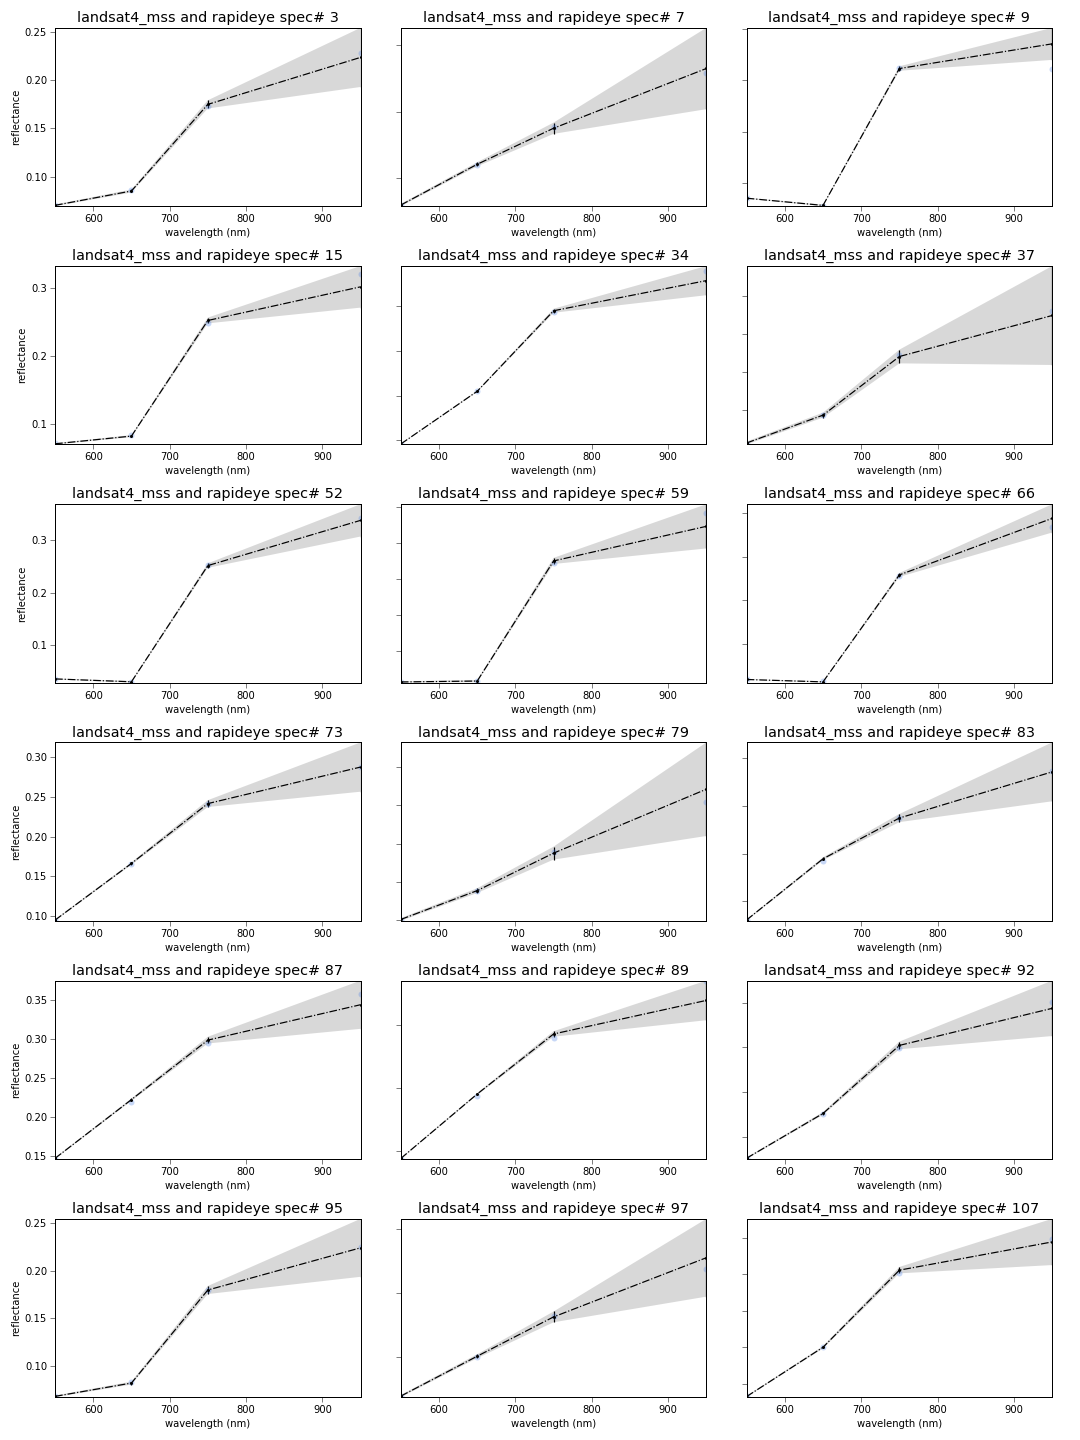 landsat4_mss and rapideye spec# 3
landsat4_mss and rapideye spec# 7
landsat4_mss and rapideye spec# 9
0.25
0.20
0.15
0.10
reflectance
600 700 800 900
600 700 800 900
600 700 800 900
wavelength (nm)
wavelength (nm)
wavelength (nm)
landsat4_mss and rapideye spec# 15
landsat4_mss and rapideye spec# 34
landsat4_mss and rapideye spec# 37
0.3
0.2
0.1
reflectance
600 700 800 900
600 700 800 900
600 700 800 900
wavelength (nm)
wavelength (nm)
wavelength (nm)
landsat4_mss and rapideye spec# 52
landsat4_mss and rapideye spec# 59
landsat4_mss and rapideye spec# 66
0.3
0.2
0.1
reflectance
600 700 800 900
600 700 800 900
600 700 800 900
wavelength (nm)
wavelength (nm)
wavelength (nm)
landsat4_mss and rapideye spec# 73
landsat4_mss and rapideye spec# 79
landsat4_mss and rapideye spec# 83
0.30
0.25
0.20
0.15
0.10
reflectance
600 700 800 900
600 700 800 900
600 700 800 900
wavelength (nm)
wavelength (nm)
wavelength (nm)
landsat4_mss and rapideye spec# 87
landsat4_mss and rapideye spec# 89
landsat4_mss and rapideye spec# 92
0.35
0.30
0.25
0.20
0.15
reflectance
600 700 800 900
600 700 800 900
600 700 800 900
wavelength (nm)
wavelength (nm)
wavelength (nm)
landsat4_mss and rapideye spec# 95
landsat4_mss and rapideye spec# 97
landsat4_mss and rapideye spec# 107
0.25
0.20
0.15
0.10
reflectance
600 700 800 900
600 700 800 900
600 700 800 900
wavelength (nm)
wavelength (nm)
wavelength (nm)